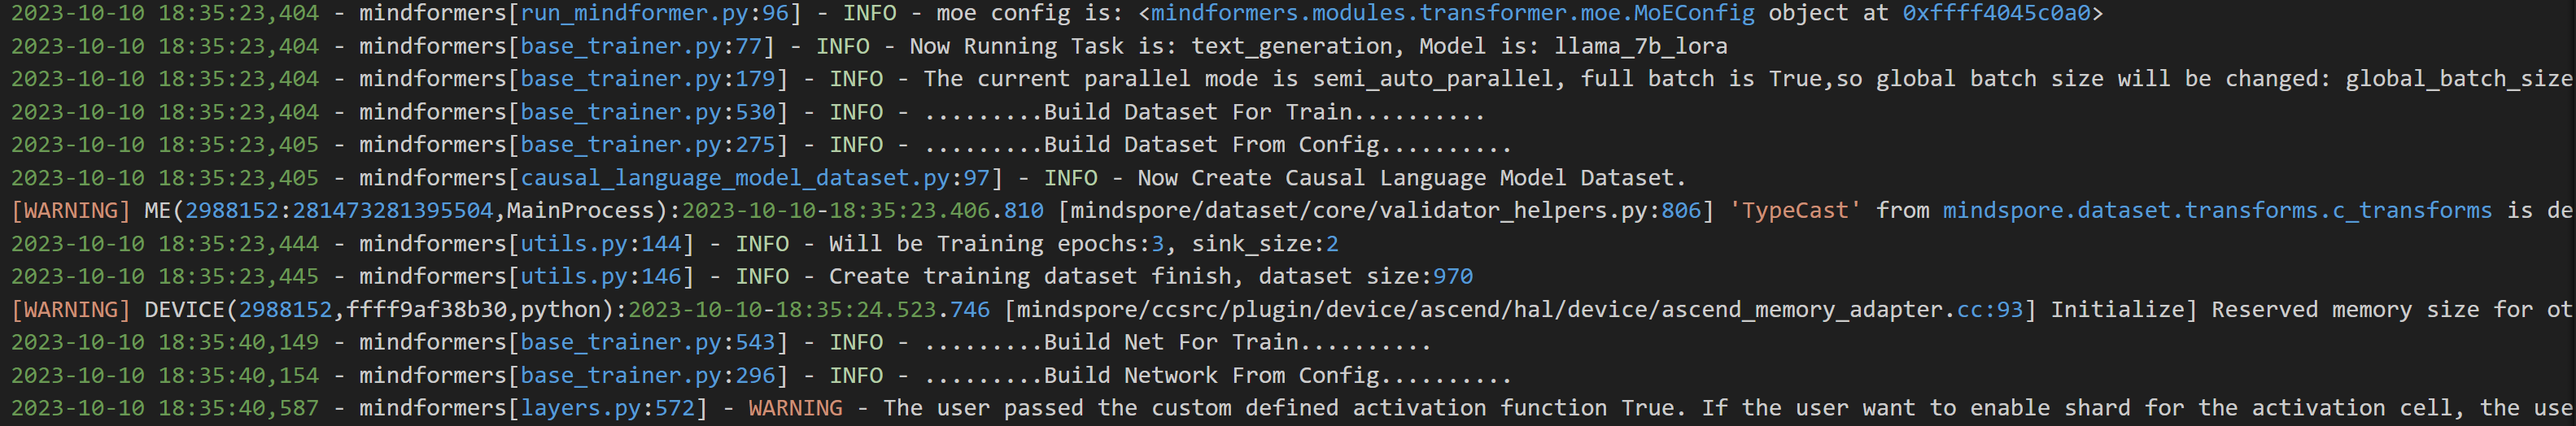 2023-10-10 18:35:23,404 - mindformers[run_mindformer.py:96] - INFO - moe config is: <mindformers.modules.transformer.moe.MoEConfig object at 0xffff4045c0a0>
2023-10-10 18:35:23,404 - mindformers[base_trainer.py:77] - INFO - Now Running Task is: text_generation, Model is: llama_7b_lora
2023-10-10 18:35:23,404 - mindformers[base_trainer.py:179] - INFO - The current parallel mode is semi_auto_parallel, full batch is True,so global batch size will be changed: global_batch_size
2023-10-10 18:35:23,404 - mindformers[base_trainer.py:530] - INFO - .........Build Dataset For Train..........
2023-10-10 18:35:23,405 - mindformers[base_trainer.py:275] - INFO - .........Build Dataset From Config..........
2023-10-10 18:35:23,405 - mindformers[causal_language_model_dataset.py:97] - INFO - Now Create Causal Language Model Dataset.
[WARNING] ME(2988152:281473281395504,MainProcess):2023-10-10-18:35:23.406.810 [mindspore/dataset/core/validator_helpers.py:806] 'TypeCast' from mindspore.dataset.transforms.c_transforms is de
2023-10-10 18:35:23,444 - mindformers[utils.py:144] - INFO - Will be Training epochs:3, sink_size:2
2023-10-10 18:35:23,445 - mindformers[utils.py:146] - INFO - Create training dataset finish, dataset size:970
[WARNING] DEVICE(2988152,ffff9af38b30,python):2023-10-10-18:35:24.523.746 [mindspore/ccsrc/plugin/device/ascend/hal/device/ascend_memory_adapter.cc:93] Initialize] Reserved memory size for ot
2023-10-10 18:35:40,149 - mindformers[base_trainer.py:543] - INFO - .........Build Net For Train..........
2023-10-10 18:35:40,154 - mindformers[base_trainer.py:296] - INFO - .........Build Network From Config..........
2023-10-10 18:35:40,587 - mindformers[layers.py:572] - WARNING - The user passed the custom defined activation function True. If the user want to enable shard for the activation cell, the use